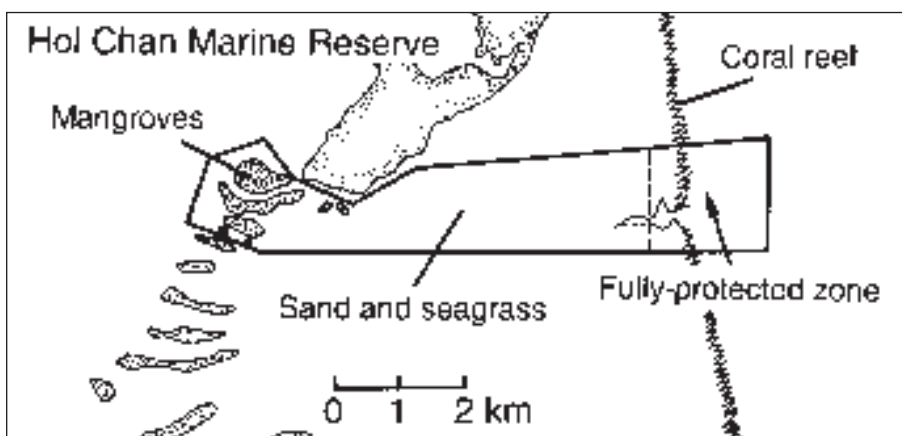 Hol Chan Marine Reserve
Coral reef
Mangroves
Sand and seagrass
Fully-protected zone
0 1 2 km